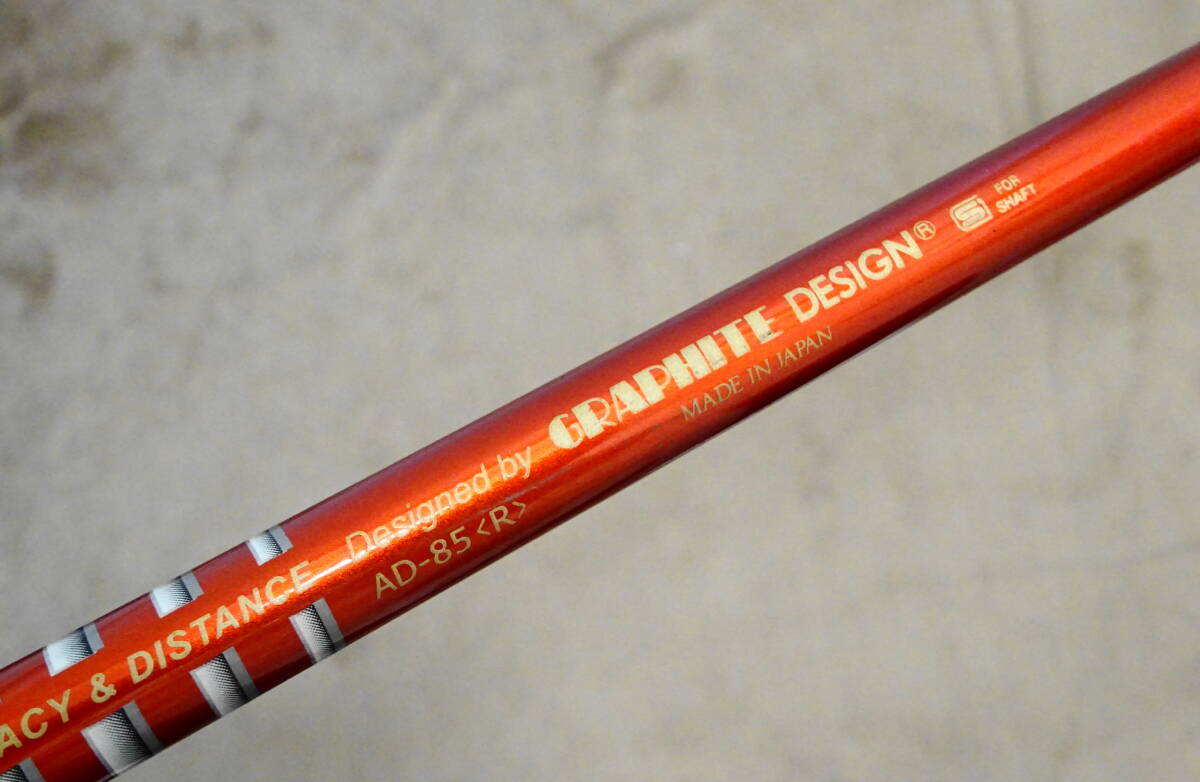 ACY & DISTANCE
Designed by GRAPHITE DESIGN®
AD-85<R>
MADE IN JAPAN
S FOR
SHAFT